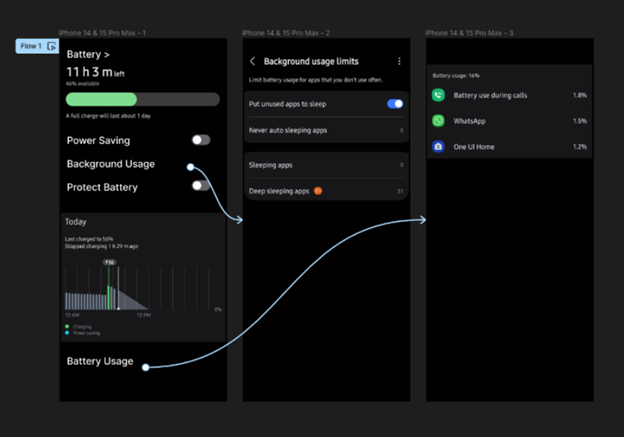 iPhone 14 & 15 Pro Max – 1
Flow 1
Battery >
11 h 3 m left
46% available
A full charge will last about 1 day
Power Saving
Background Usage
Protect Battery
Today
Last charged to 56%
Stopped charging 1 h 29 m ago
56
0%
12 AM
12 PM
Charging
Power saving
Battery Usage
iPhone 14 & 15 Pro Max – 2
Background usage limits
Limit battery usage for apps that you don't use often.
Put unused apps to sleep
Never auto sleeping apps
0
Sleeping apps
0
Deep sleeping apps
31
iPhone 14 & 15 Pro Max – 3
Battery usage: 16%
Battery use during calls 1.8%
WhatsApp 1.5%
One UI Home 1.2%